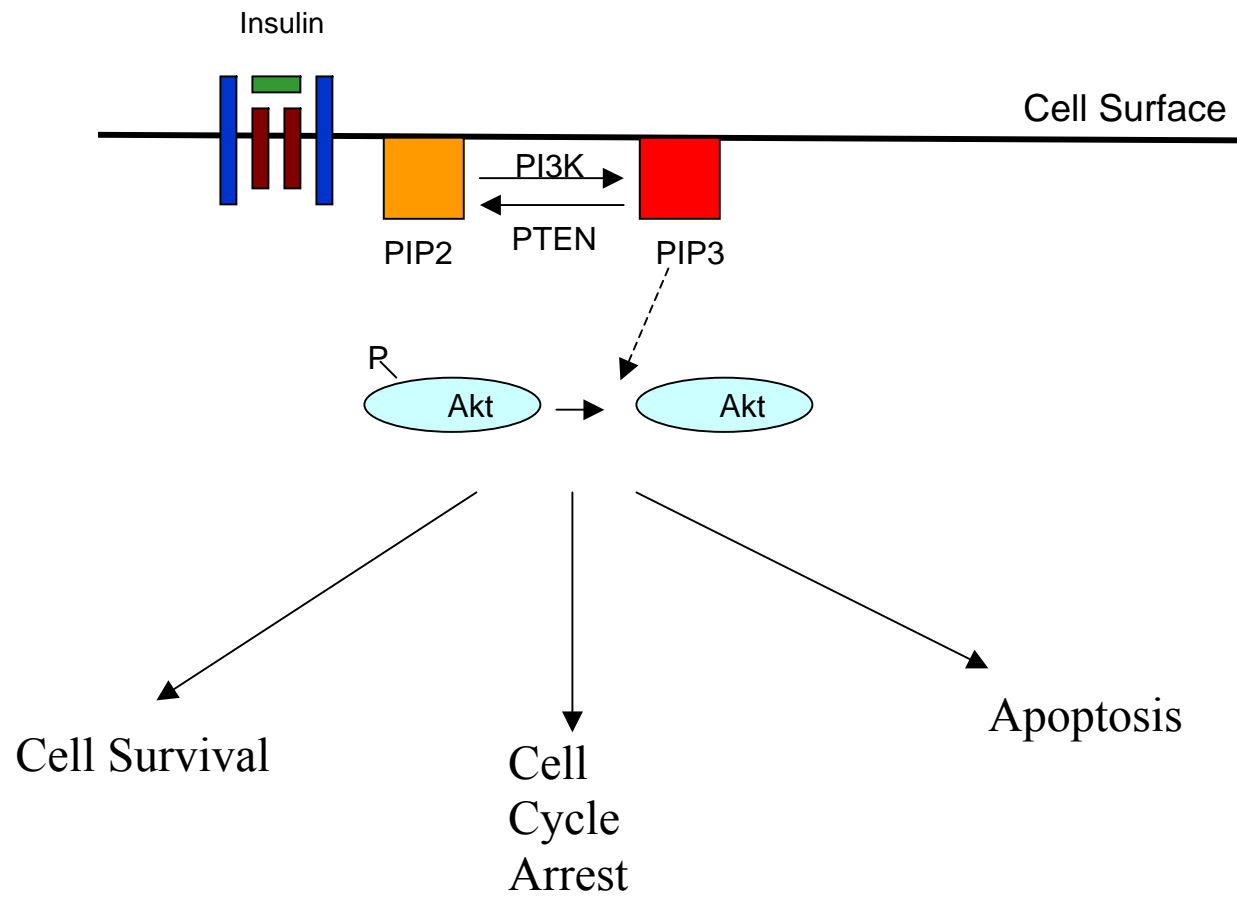 Insulin
Cell Surface
PI3K
PTEN
PIP2
PIP3
P
Akt
Akt
Cell Survival
Cell
Cycle
Arrest
Apoptosis